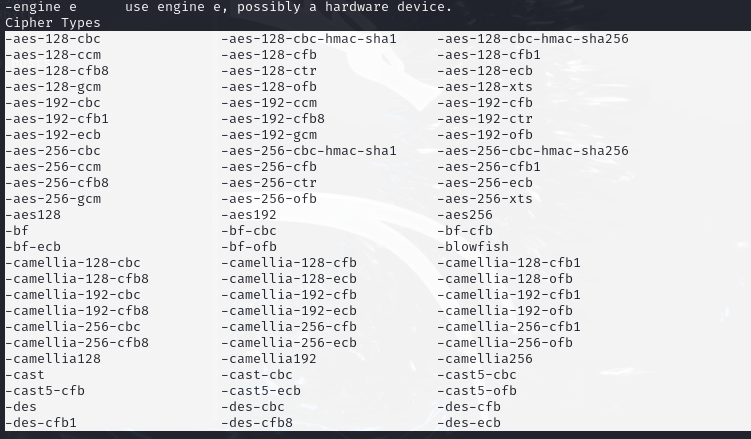 -engine e      use engine e, possibly a hardware device.
Cipher Types
-aes-128-cbc               -aes-128-cbc-hmac-sha1     -aes-128-cbc-hmac-sha256
-aes-128-ccm               -aes-128-cfb               -aes-128-cfb1
-aes-128-cfb8              -aes-128-ctr               -aes-128-ecb
-aes-128-gcm               -aes-128-ofb               -aes-128-xts
-aes-192-cbc               -aes-192-ccm               -aes-192-cfb
-aes-192-cfb1              -aes-192-cfb8              -aes-192-ctr
-aes-192-ecb               -aes-192-gcm               -aes-192-ofb
-aes-256-cbc               -aes-256-cbc-hmac-sha1     -aes-256-cbc-hmac-sha256
-aes-256-ccm               -aes-256-cfb               -aes-256-cfb1
-aes-256-cfb8              -aes-256-ctr               -aes-256-ecb
-aes-256-gcm               -aes-256-ofb               -aes-256-xts
-aes128                    -aes192                    -aes256
-bf                        -bf-cbc                    -bf-cfb
-bf-ecb                    -bf-ofb                    -blowfish
-camellia-128-cbc          -camellia-128-cfb          -camellia-128-cfb1
-camellia-128-cfb8         -camellia-128-ecb          -camellia-128-ofb
-camellia-192-cbc          -camellia-192-cfb          -camellia-192-cfb1
-camellia-192-cfb8         -camellia-192-ecb          -camellia-192-ofb
-camellia-256-cbc          -camellia-256-cfb          -camellia-256-cfb1
-camellia-256-cfb8         -camellia-256-ecb          -camellia-256-ofb
-camellia128               -camellia192               -camellia256
-cast                      -cast-cbc                  -cast5-cbc
-cast5-cfb                 -cast5-ecb                 -cast5-ofb
-des                       -des-cbc                   -des-cfb
-des-cfb1                  -des-cfb8                  -des-ecb